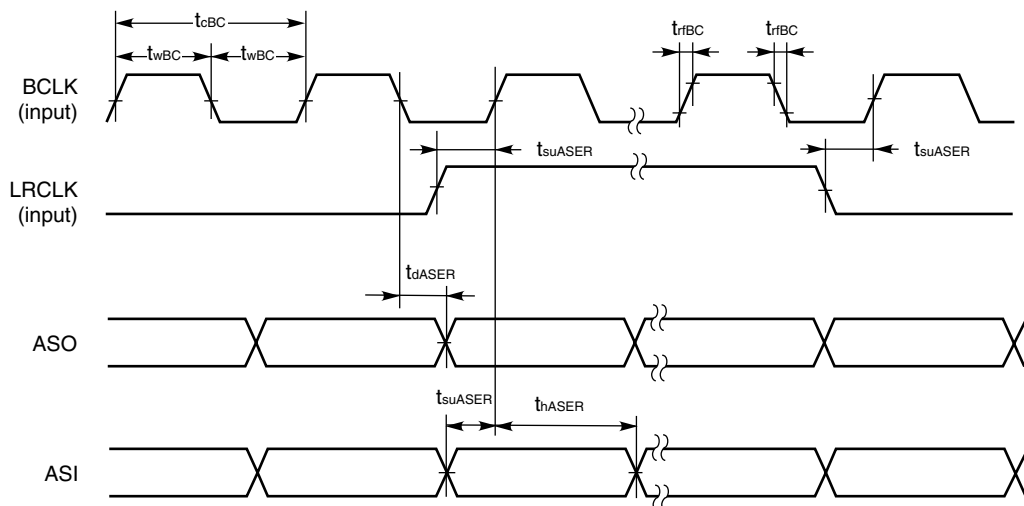 tcBC
twBC twBC
trfBC trfBC
BCLK
(input)
tsuASER tsuASER
LRCLK
(input)
tdASER
ASO
tsuASER thASER
ASI